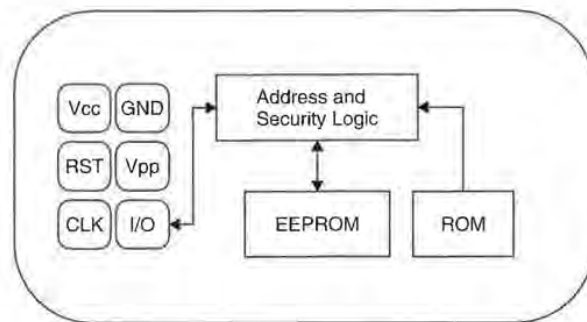 Vcc GND
RST Vpp
CLK I/O
Address and
Security Logic
EEPROM
ROM